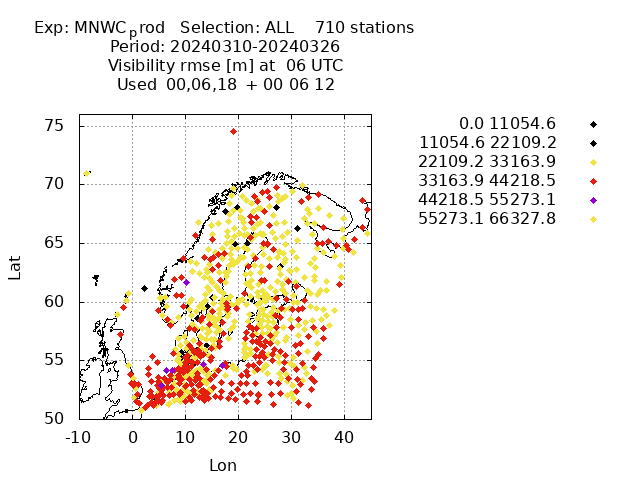 Exp: MNWCprod   Selection: ALL    710 stations
Period: 20240310-20240326
Visibility rmse [m] at  06 UTC
Used  00,06,18  + 00 06 12
0.0 11054.6
11054.6 22109.2
22109.2 33163.9
33163.9 44218.5
44218.5 55273.1
55273.1 66327.8
75
70
65
60
55
50
Lat
-10 0 10 20 30 40
Lon